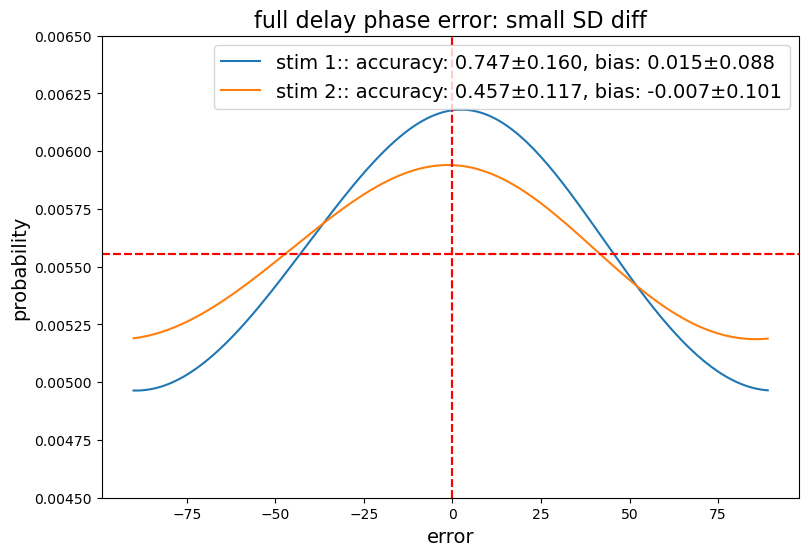 full delay phase error: small SD diff
stim 1:: accuracy: 0.747±0.160, bias: 0.015±0.088
stim 2:: accuracy: 0.457±0.117, bias: -0.007±0.101
probability
0.00650
0.00625
0.00600
0.00575
0.00550
0.00525
0.00500
0.00475
0.00450
−75 −50 −25 0 25 50 75
error